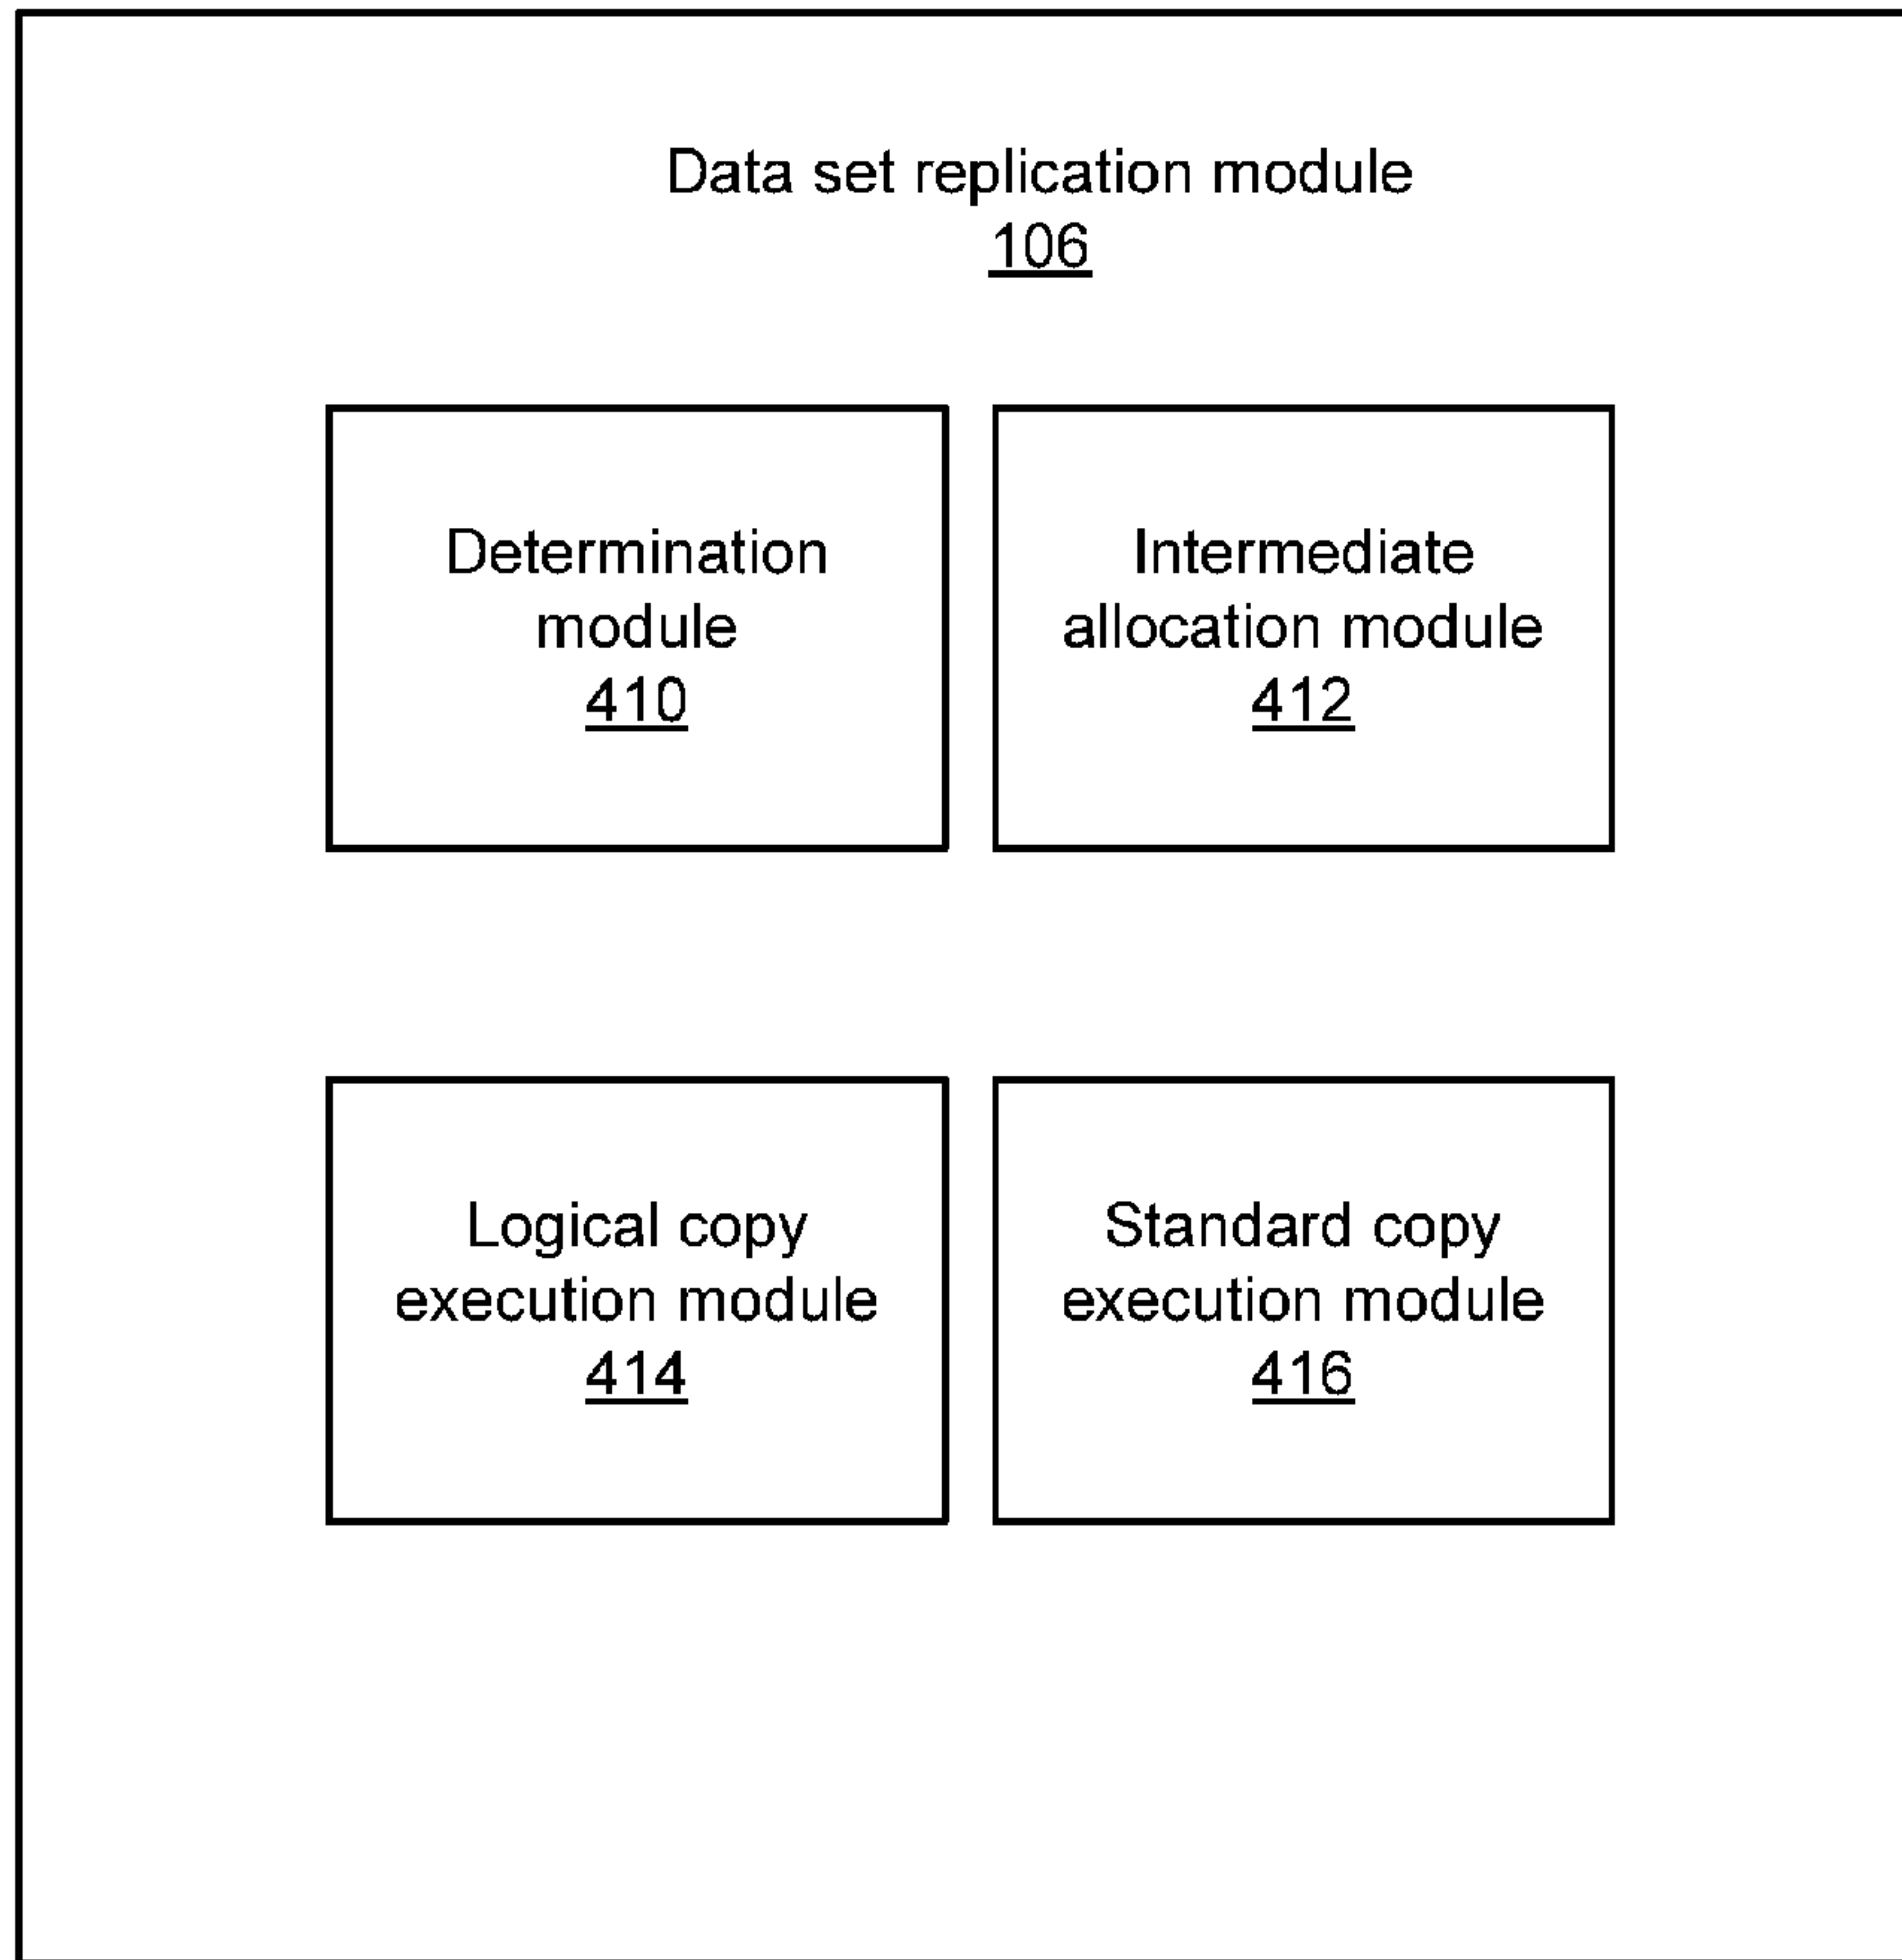 Data set replication module
106
Determination
module
410
Intermediate
allocation module
412
Logical copy
execution module
414
Standard copy
execution module
416